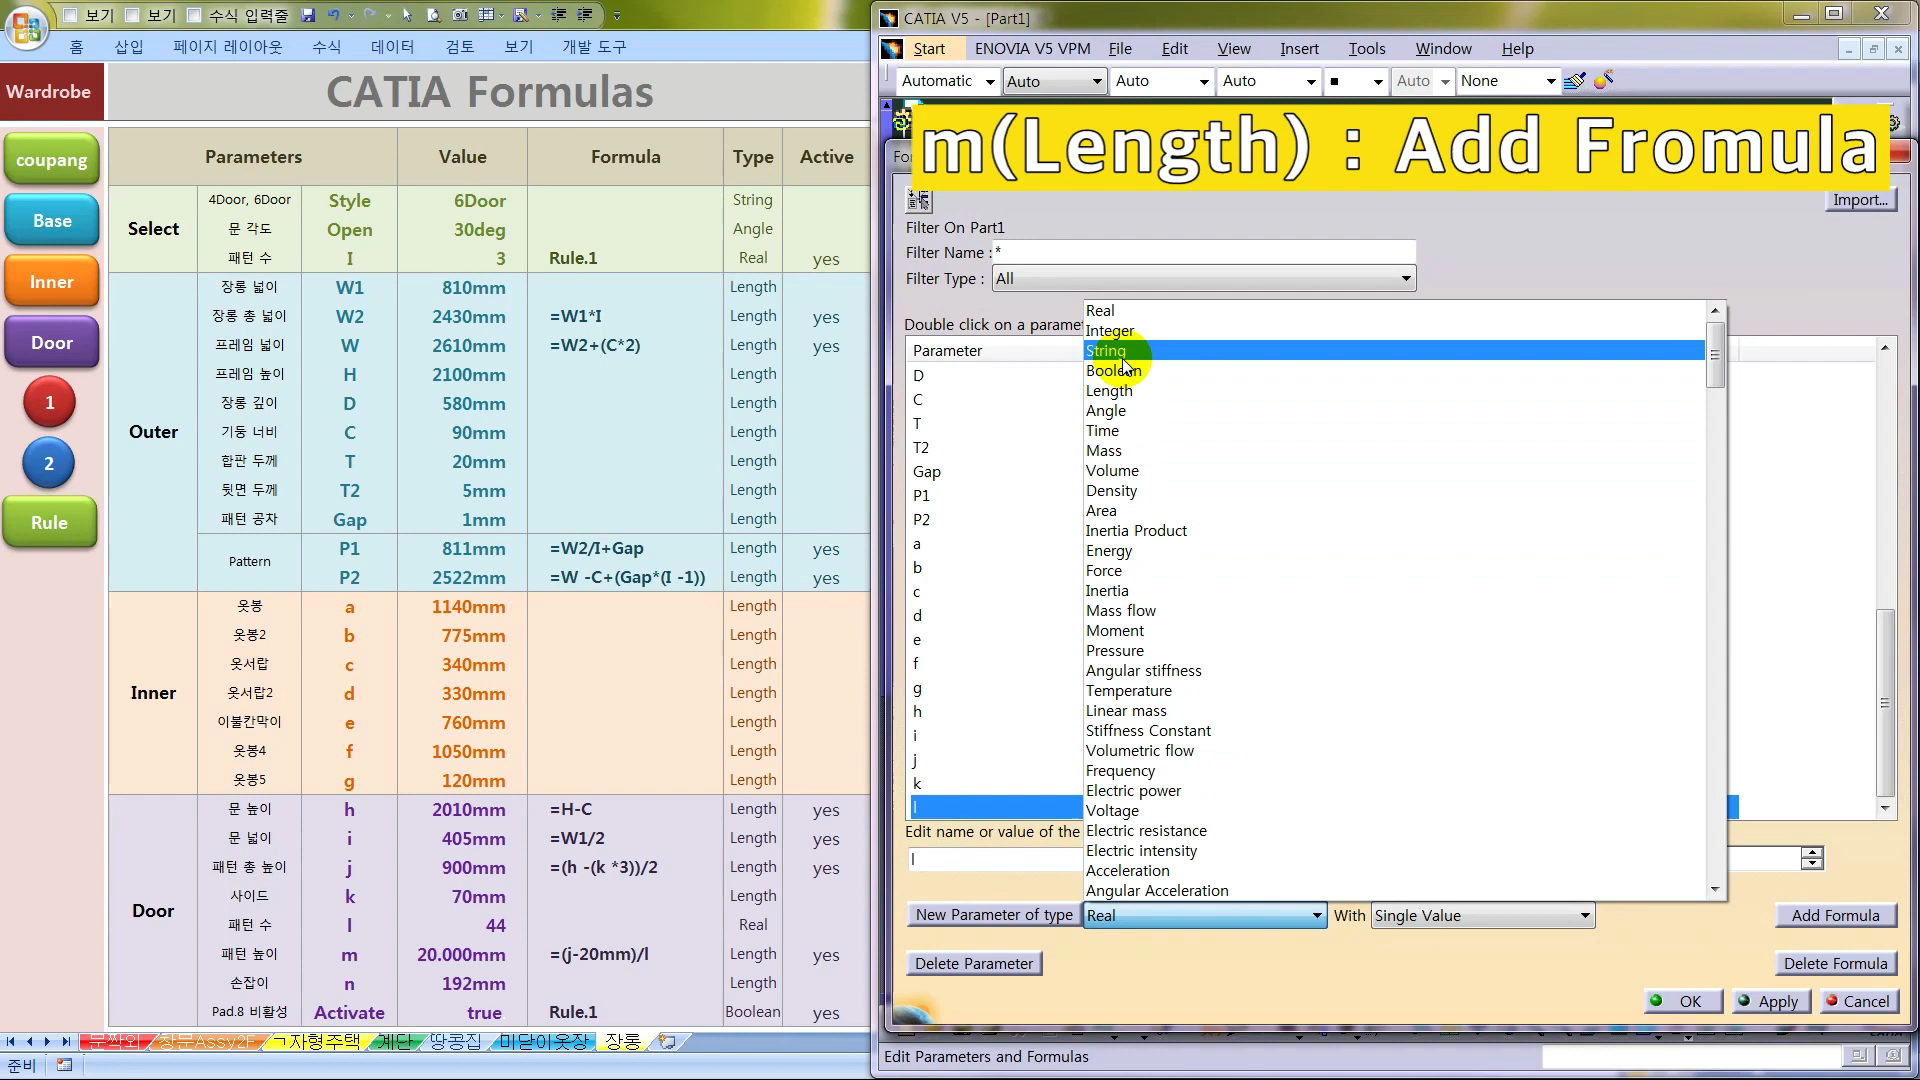 보기 보기 수식 입력줄
홈 삽입 페이지 레이아웃 수식 데이터 검토 보기 개발 도구
Wardrobe
CATIA Formulas
coupang
Base
Inner
Door
1
2
Rule
Parameters Value Formula Type Active
Select
4Door, 6Door Style 6Door String
문 각도 Open 30deg Angle
패턴 수 I 3 Rule.1 Real yes
Outer
장롱 넓이 W1 810mm Length
장롱 총 넓이 W2 2430mm =W1*I Length yes
프레임 넓이 W 2610mm =W2+(C*2) Length yes
프레임 높이 H 2100mm Length
장롱 깊이 D 580mm Length
기둥 너비 C 90mm Length
합판 두께 T 20mm Length
뒷면 두께 T2 5mm Length
패턴 공차 Gap 1mm Length
Pattern
P1 811mm =W2/I+Gap Length yes
P2 2522mm =W -C+(Gap*(I -1)) Length yes
Inner
옷봉 a 1140mm Length
옷봉2 b 775mm Length
옷서랍 c 340mm Length
옷서랍2 d 330mm Length
이불칸막이 e 760mm Length
옷봉4 f 1050mm Length
옷봉5 g 120mm Length
Door
문 높이 h 2010mm =H-C Length yes
문 넓이 i 405mm =W1/2 Length yes
패턴 총 높이 j 900mm =(h -(k *3))/2 Length yes
사이드 k 70mm Length
패턴 수 l 44 Real
패턴 높이 m 20.000mm =(j-20mm)/l Length yes
손잡이 n 192mm Length
Pad.8 비활성 Activate true Rule.1 Boolean yes
창문Assy2F ㄱ자형주택 계단 땅콩집 미닫이옷장 장롱
준비
CATIA V5 - [Part1]
Start ENOVIA V5 VPM File Edit View Insert Tools Window Help
Automatic Auto Auto Auto Auto None
m(Length) : Add Fromula
Import...
Filter On Part1
Filter Name : *
Filter Type : All
Double click on a paramet
Parameter
D
C
T
T2
Gap
P1
P2
a
b
c
d
e
f
g
h
i
j
k
l
Real
Integer
String
Boolean
Length
Angle
Time
Mass
Volume
Density
Area
Inertia Product
Energy
Force
Inertia
Mass flow
Moment
Pressure
Angular stiffness
Temperature
Linear mass
Stiffness Constant
Volumetric flow
Frequency
Electric power
Voltage
Electric resistance
Electric intensity
Acceleration
Angular Acceleration
Edit name or value of the
l
New Parameter of type Real With Single Value Add Formula
Delete Parameter Delete Formula
OK Apply Cancel
Edit Parameters and Formulas